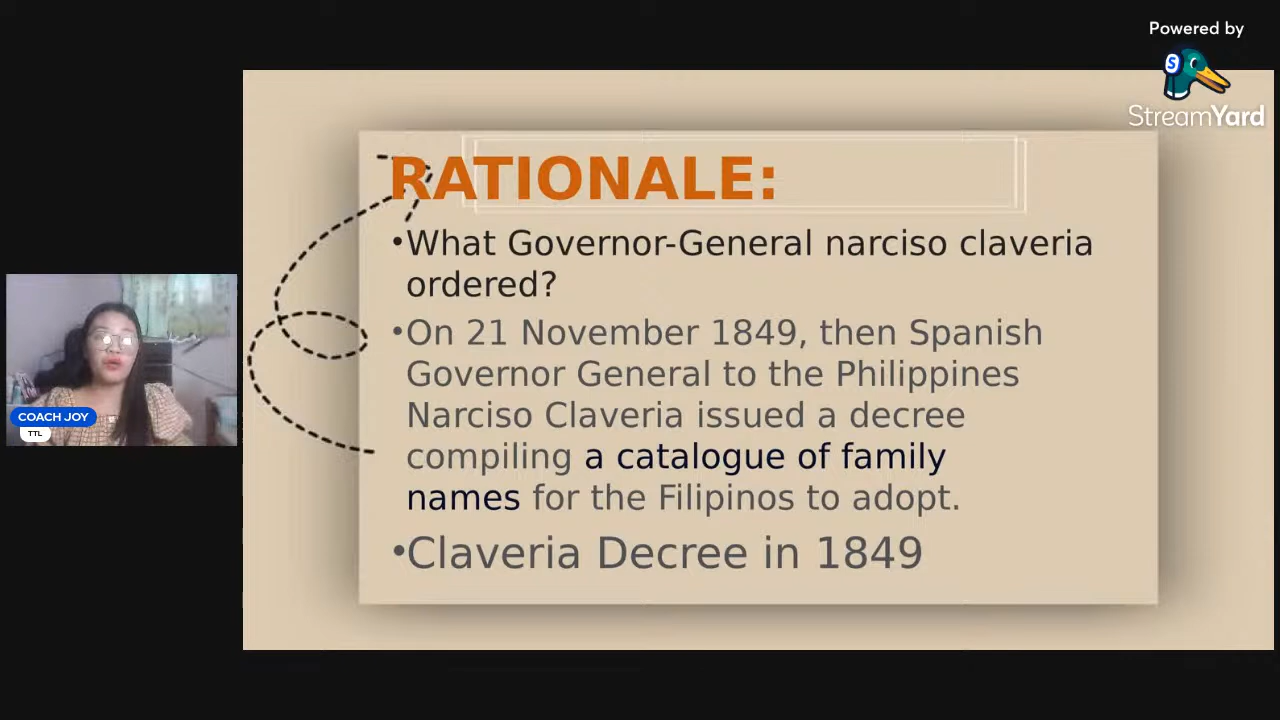 Powered by
StreamYard
RATIONALE:
•What Governor-General narciso claveria
ordered?
•On 21 November 1849, then Spanish
Governor General to the Philippines
Narciso Claveria issued a decree
compiling a catalogue of family
names for the Filipinos to adopt.
•Claveria Decree in 1849
COACH JOY
TTL